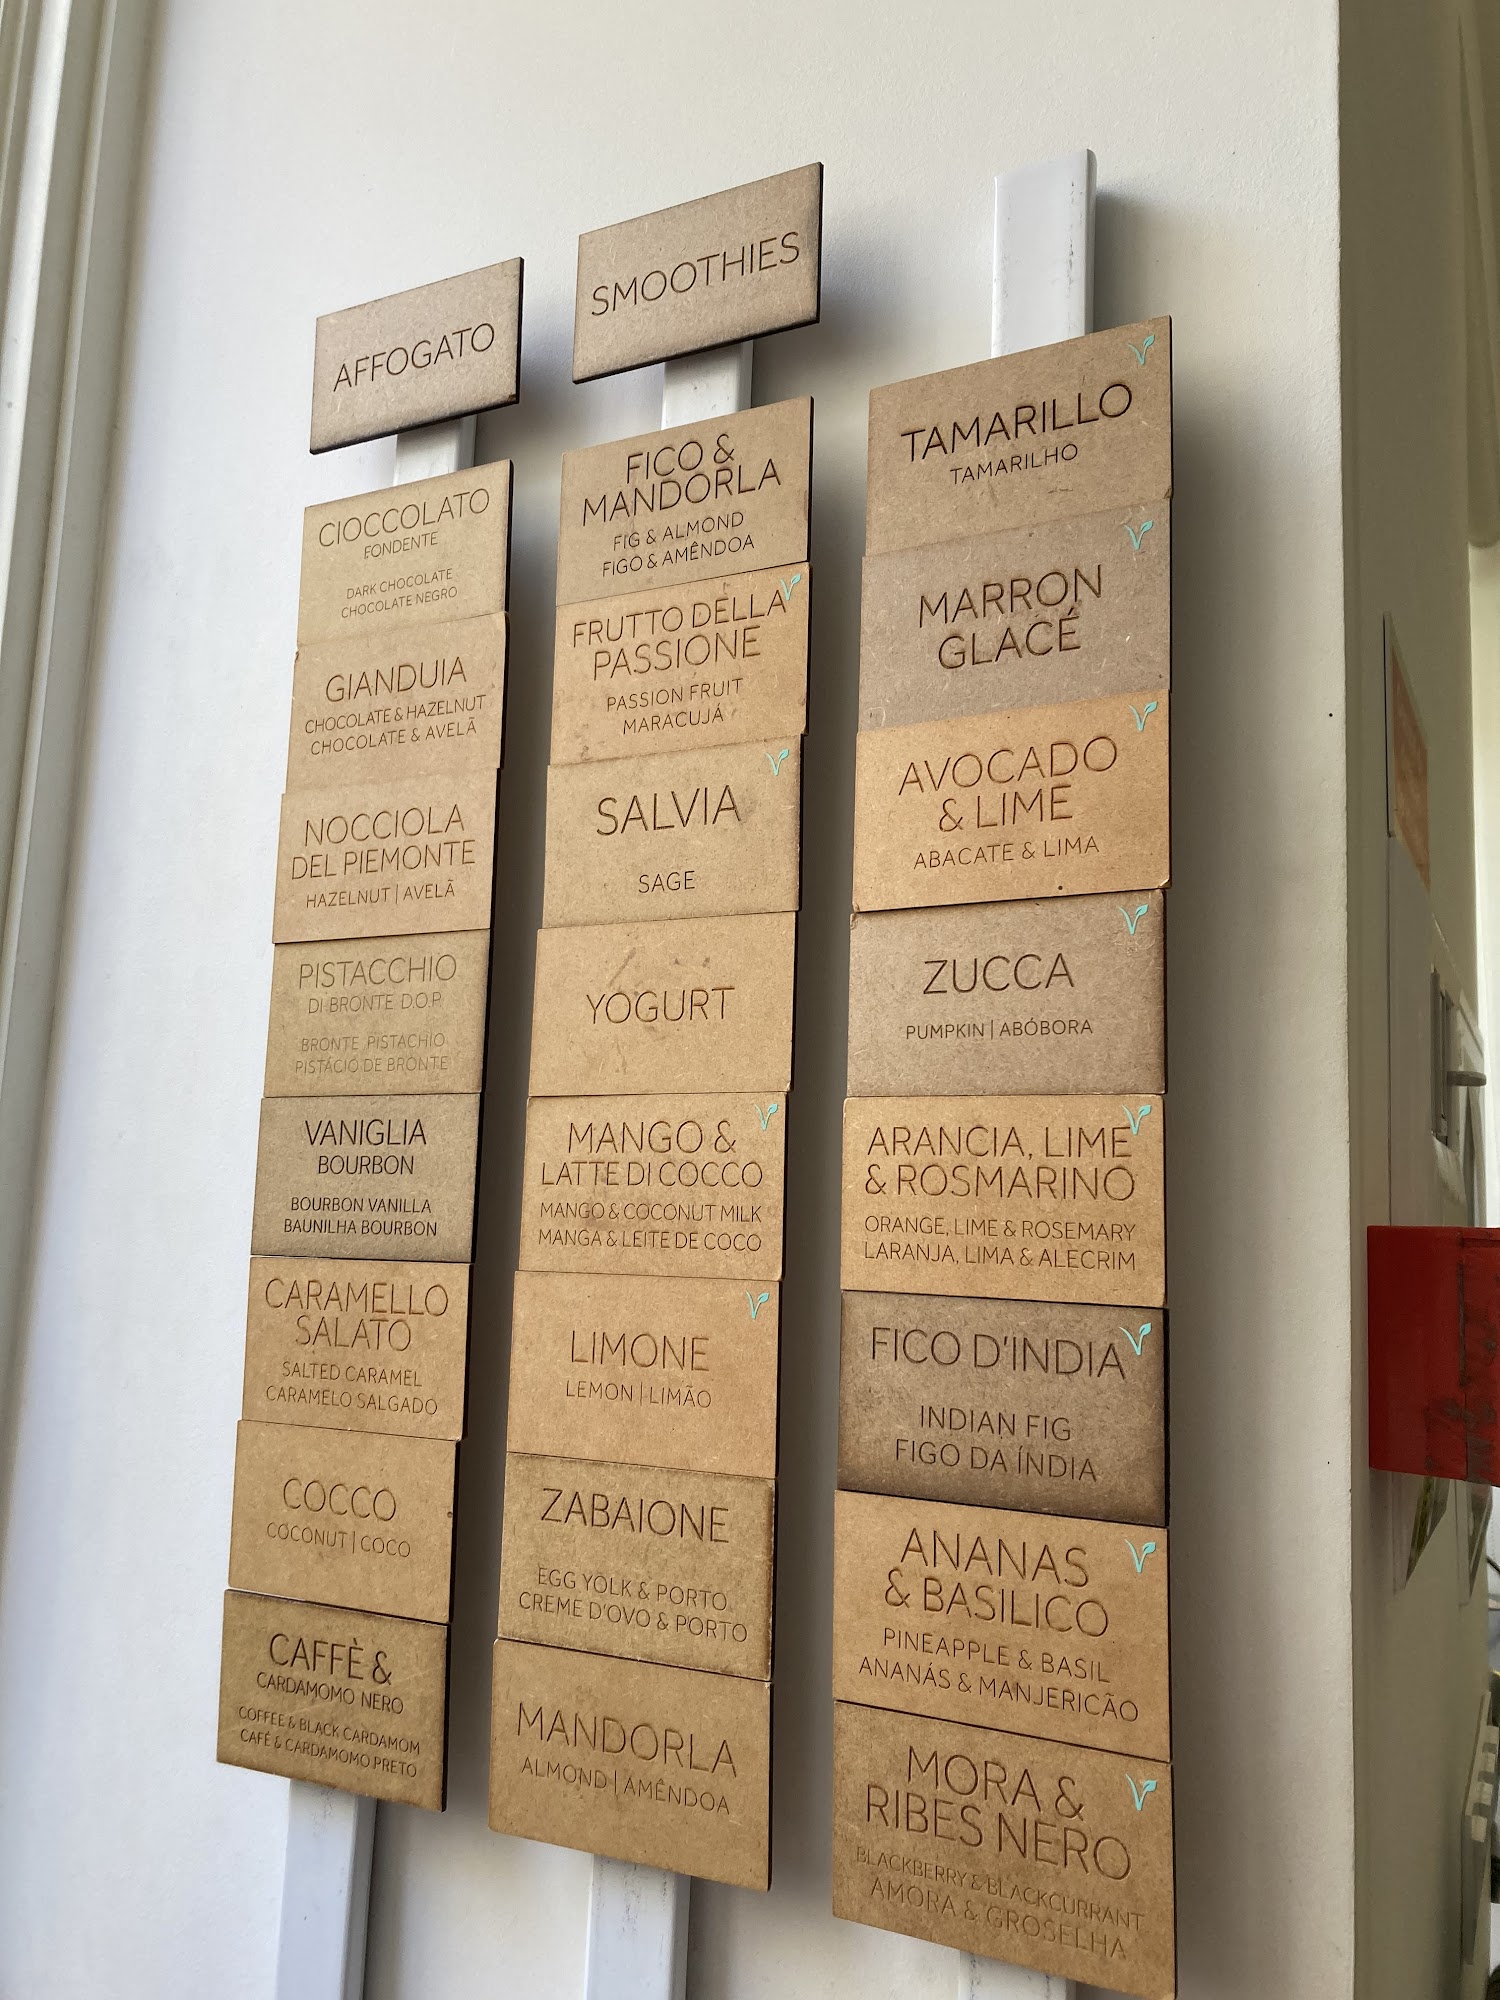 AFFOGATO
CIOCCOLATO
FONDENTE
DARK CHOCOLATE
CHOCOLATE NEGRO
GIANDUIA
CHOCOLATE & HAZELNUT
CHOCOLATE & AVELÃ
NOCCIOLA
DEL PIEMONTE
HAZELNUT | AVELÃ
PISTACCHIO
DI BRONTE D.O.P.
BRONTE PISTACHIO
PISTÁCIO DE BRONTE
VANIGLIA
BOURBON
BOURBON VANILLA
BAUNILHA BOURBON
CARAMELLO
SALATO
SALTED CARAMEL
CARAMELO SALGADO
COCCO
COCONUT | COCO
CAFFÈ &
CARDAMOMO NERO
COFFEE & BLACK CARDAMOM
CAFÉ & CARDAMOMO PRETO
SMOOTHIES
FICO &
MANDORLA
FIG & ALMOND
FIGO & AMÊNDOA
FRUTTO DELLA
PASSIONE
PASSION FRUIT
MARACUJÁ
SALVIA
SAGE
YOGURT
MANGO &
LATTE DI COCCO
MANGO & COCONUT MILK
MANGA & LEITE DE COCO
LIMONE
LEMON | LIMÃO
ZABAIONE
EGG YOLK & PORTO
CREME D'OVO & PORTO
MANDORLA
ALMOND | AMÊNDOA
TAMARILLO
TAMARILHO
MARRON
GLACÉ
AVOCADO
& LIME
ABACATE & LIMA
ZUCCA
PUMPKIN | ABÓBORA
ARANCIA, LIME
& ROSMARINO
ORANGE, LIME & ROSEMARY
LARANJA, LIMA & ALECRIM
FICO D'INDIA
INDIAN FIG
FIGO DA ÍNDIA
ANANAS
& BASILICO
PINEAPPLE & BASIL
ANANÁS & MANJERICÃO
MORA &
RIBES NERO
BLACKBERRY & BLACKCURRANT
AMORA & GROSELHA